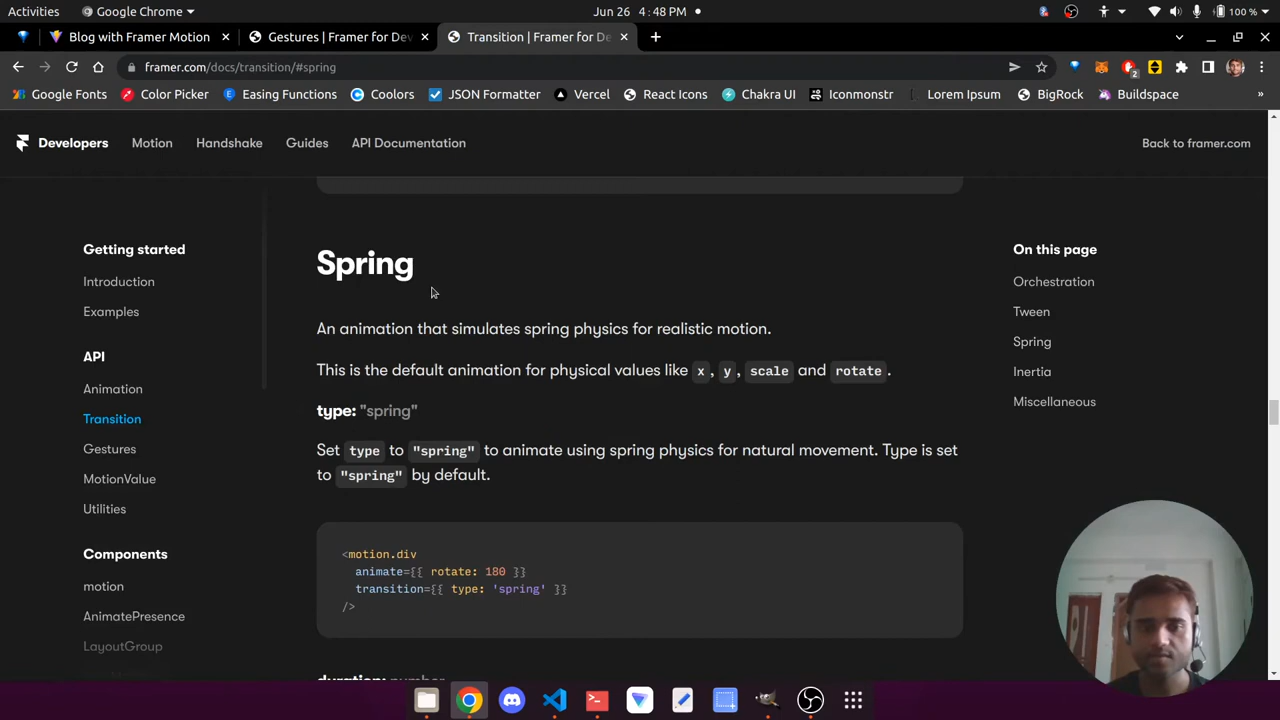 Activities
Google Chrome
Jun 26 4:48 PM
100 %
Blog with Framer Motion
Gestures | Framer for Dev
Transition | Framer for De
framer.com/docs/transition/#spring
2
Google Fonts
Color Picker
Easing Functions
Coolors
JSON Formatter
Vercel
React Icons
Chakra UI
Iconmonstr
Lorem Ipsum
BigRock
Buildspace
»
Developers
Motion
Handshake
Guides
API Documentation
Back to framer.com
Getting started
Introduction
Examples
API
Animation
Transition
Gestures
MotionValue
Utilities
Components
motion
AnimatePresence
LayoutGroup
Spring
An animation that simulates spring physics for realistic motion.
This is the default animation for physical values like x, y, scale and rotate.
type: "spring"
Set type to "spring" to animate using spring physics for natural movement. Type is set
to "spring" by default.
<motion.div
animate={{ rotate: 180 }}
transition={{ type: 'spring' }}
/>
duration: number
On this page
Orchestration
Tween
Spring
Inertia
Miscellaneous